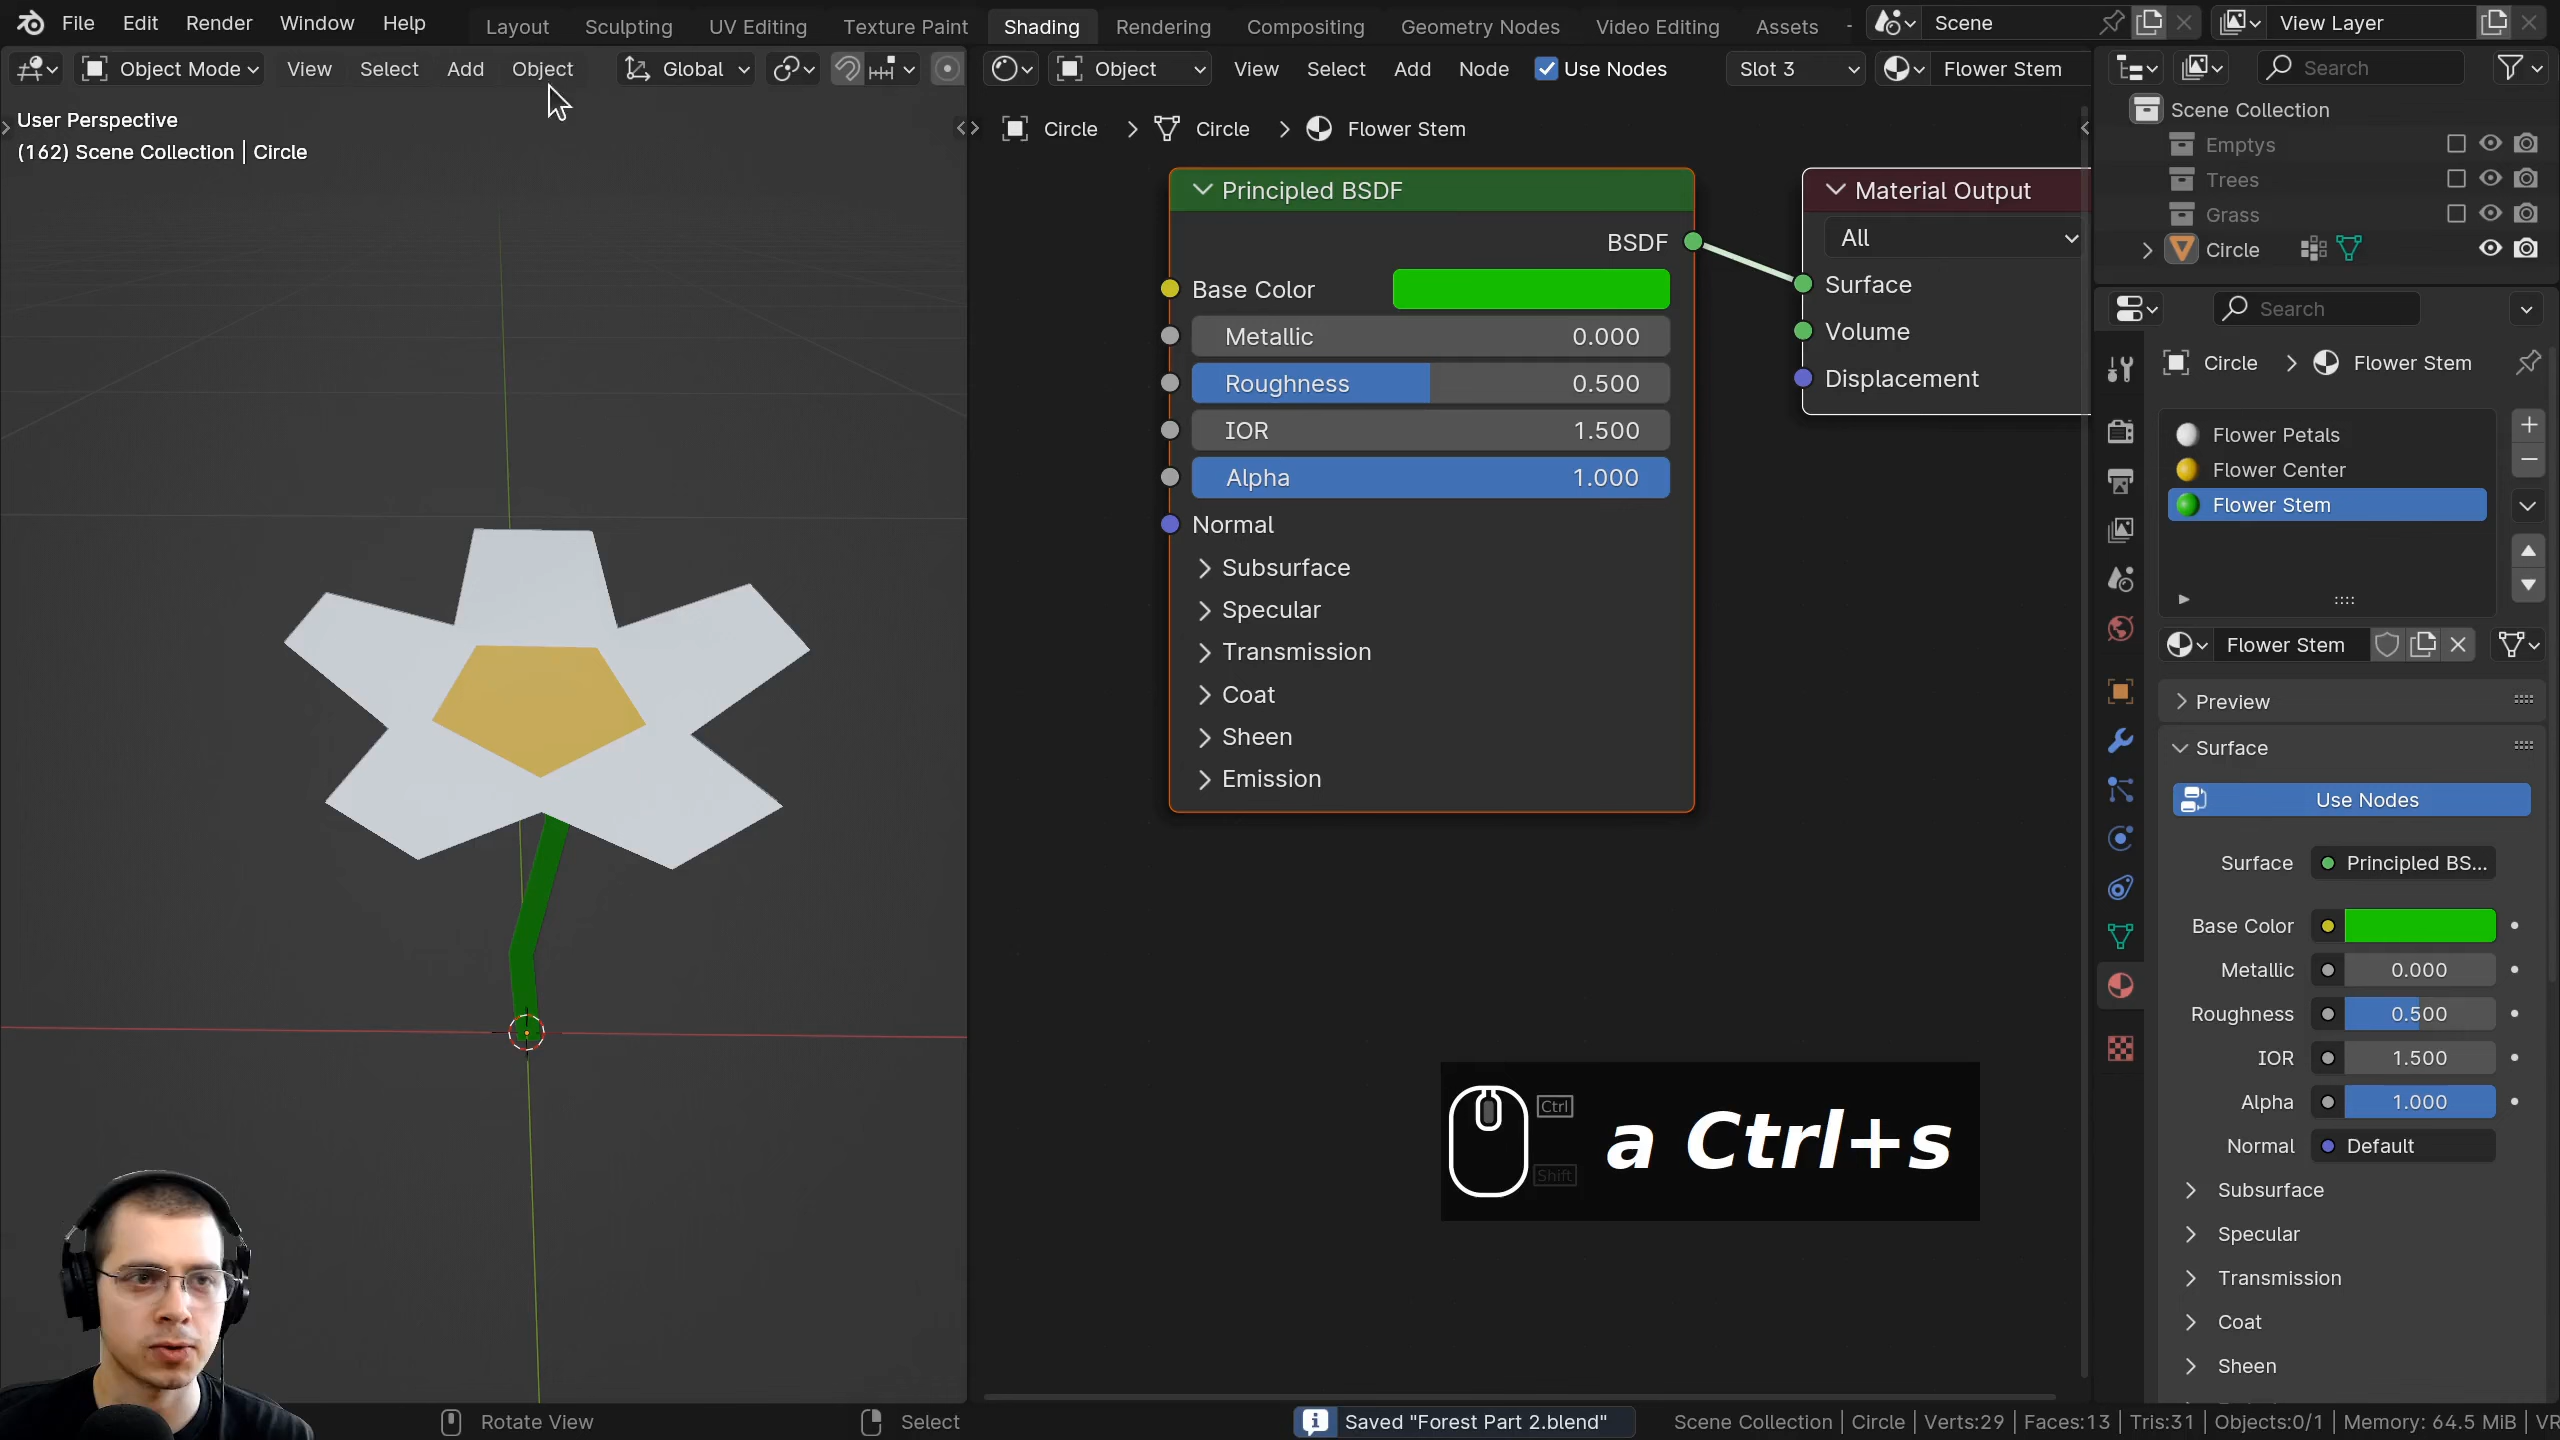 File Edit Render Window Help Layout Sculpting UV Editing Texture Paint Shading Rendering Compositing Geometry Nodes Video Editing Assets Scene View Layer
Object Mode View Select Add Object Global Object View Select Add Node Use Nodes Slot 3 Flower Stem Search
User Perspective
(162) Scene Collection | Circle
Circle > Circle > Flower Stem
Principled BSDF
BSDF
Base Color
Metallic 0.000
Roughness 0.500
IOR 1.500
Alpha 1.000
Normal
Subsurface
Specular
Transmission
Coat
Sheen
Emission
Material Output
All
Surface
Volume
Displacement
Ctrl
Shift
a Ctrl+s
Scene Collection
Emptys
Trees
Grass
Circle
Search
Circle > Flower Stem
Flower Petals
Flower Center
Flower Stem
Flower Stem
Preview
Surface
Use Nodes
Surface Principled BS...
Base Color
Metallic 0.000
Roughness 0.500
IOR 1.500
Alpha 1.000
Normal Default
Subsurface
Specular
Transmission
Coat
Sheen
Rotate View Select Saved "Forest Part 2.blend" Scene Collection | Circle | Verts:29 | Faces:13 | Tris:31 | Objects:0/1 | Memory: 64.5 MiB | VR